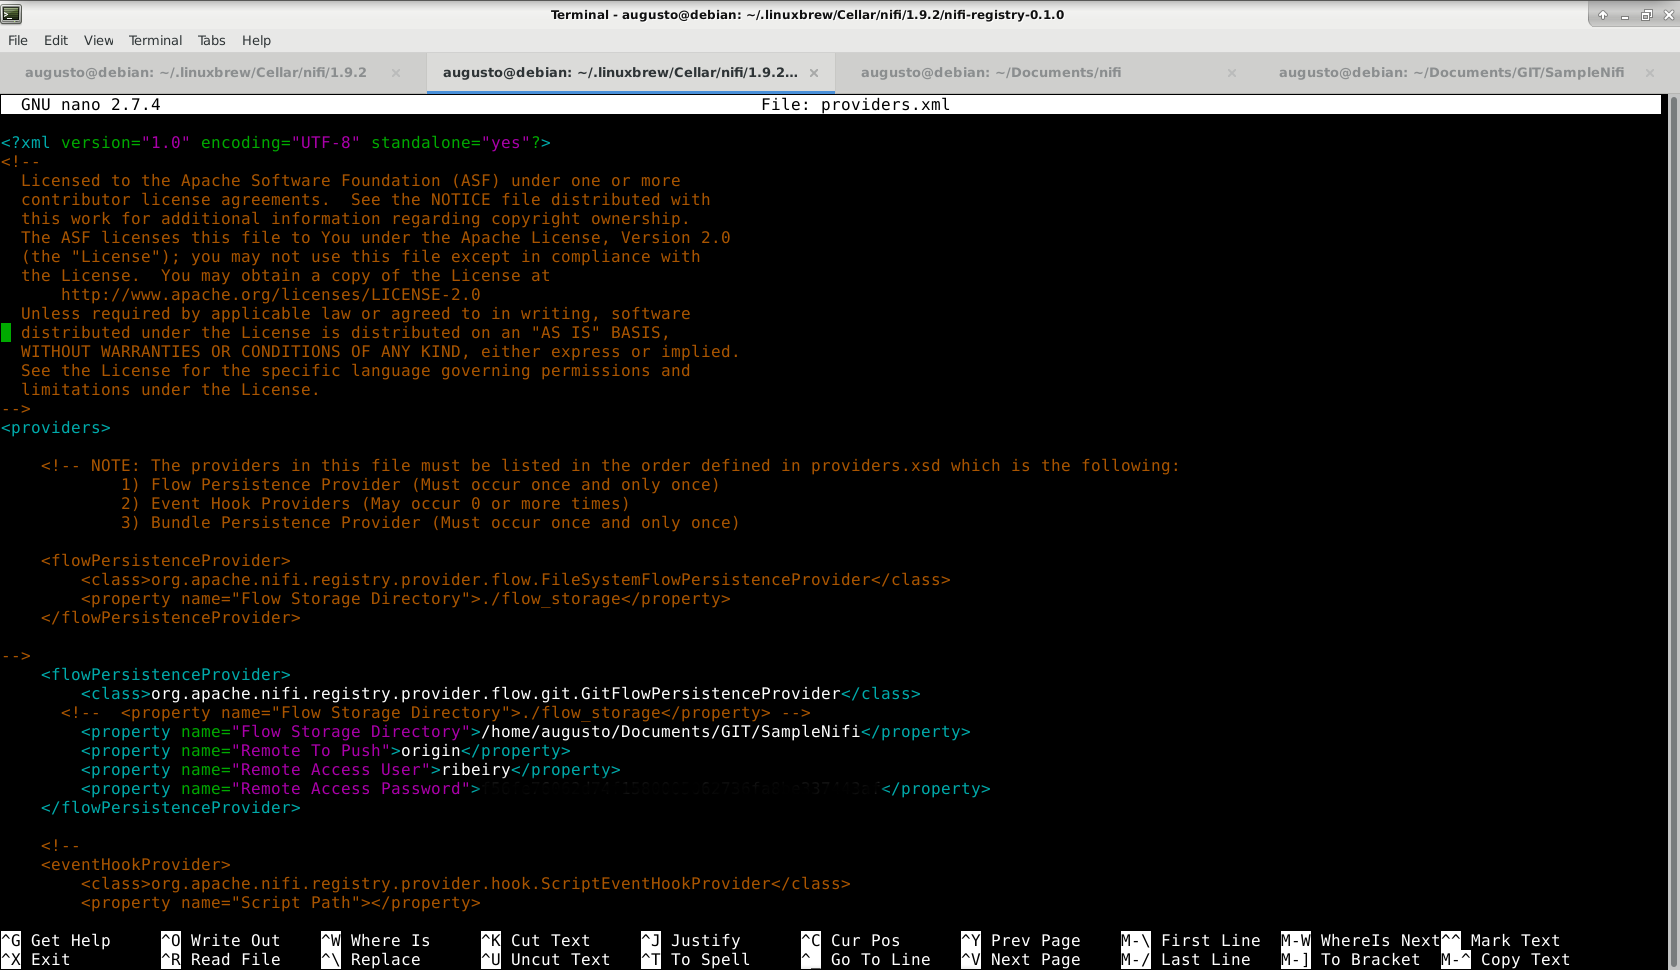 Terminal - augusto@debian: ~/.linuxbrew/Cellar/nifi/1.9.2/nifi-registry-0.1.0
File Edit View Terminal Tabs Help
augusto@debian: ~/.linuxbrew/Cellar/nifi/1.9.2 × augusto@debian: ~/.linuxbrew/Cellar/nifi/1.9.2... × augusto@debian: ~/Documents/nifi × augusto@debian: ~/Documents/GIT/SampleNifi ×
GNU nano 2.7.4 File: providers.xml
<?xml version="1.0" encoding="UTF-8" standalone="yes"?>
<!--
  Licensed to the Apache Software Foundation (ASF) under one or more
  contributor license agreements.  See the NOTICE file distributed with
  this work for additional information regarding copyright ownership.
  The ASF licenses this file to You under the Apache License, Version 2.0
  (the "License"); you may not use this file except in compliance with
  the License.  You may obtain a copy of the License at
      http://www.apache.org/licenses/LICENSE-2.0
  Unless required by applicable law or agreed to in writing, software
  distributed under the License is distributed on an "AS IS" BASIS,
  WITHOUT WARRANTIES OR CONDITIONS OF ANY KIND, either express or implied.
  See the License for the specific language governing permissions and
  limitations under the License.
-->
<providers>
    <!-- NOTE: The providers in this file must be listed in the order defined in providers.xsd which is the following:
            1) Flow Persistence Provider (Must occur once and only once)
            2) Event Hook Providers (May occur 0 or more times)
            3) Bundle Persistence Provider (Must occur once and only once)
    <flowPersistenceProvider>
        <class>org.apache.nifi.registry.provider.flow.FileSystemFlowPersistenceProvider</class>
        <property name="Flow Storage Directory">./flow_storage</property>
    </flowPersistenceProvider>
-->
    <flowPersistenceProvider>
        <class>org.apache.nifi.registry.provider.flow.git.GitFlowPersistenceProvider</class>
      <!--  <property name="Flow Storage Directory">./flow_storage</property> -->
        <property name="Flow Storage Directory">/home/augusto/Documents/GIT/SampleNifi</property>
        <property name="Remote To Push">origin</property>
        <property name="Remote Access User">ribeiry</property>
        <property name="Remote Access Password"></property>
    </flowPersistenceProvider>
    <!--
    <eventHookProvider>
        <class>org.apache.nifi.registry.provider.hook.ScriptEventHookProvider</class>
        <property name="Script Path"></property>
^G Get Help ^O Write Out ^W Where Is ^K Cut Text ^J Justify ^C Cur Pos ^Y Prev Page M-\ First Line M-W WhereIs Next ^^ Mark Text
^X Exit ^R Read File ^\ Replace ^U Uncut Text ^T To Spell ^_ Go To Line ^V Next Page M-/ Last Line M-] To Bracket M-^ Copy Text